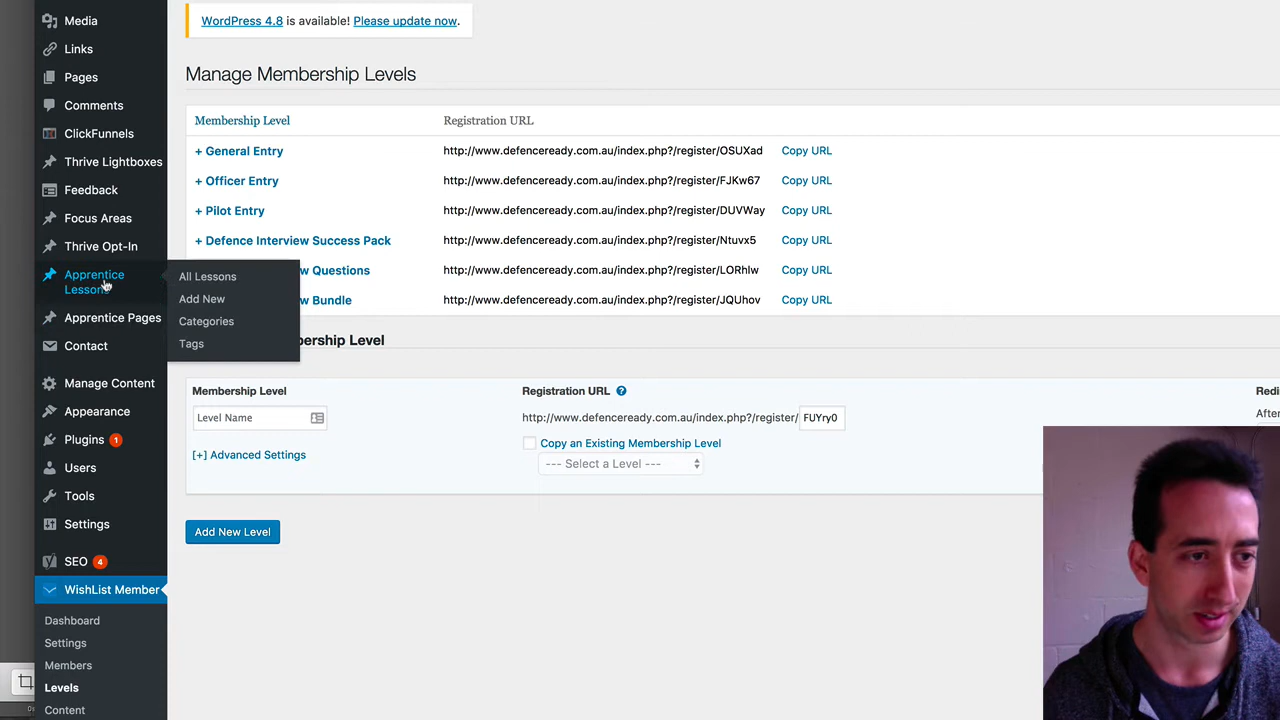 Media
Links
Pages
Comments
ClickFunnels
Thrive Lightboxes
Feedback
Focus Areas
Thrive Opt-In
Apprentice
Lessons
Apprentice Pages
Contact
Manage Content
Appearance
Plugins 1
Users
Tools
Settings
SEO 4
WishList Member
Dashboard
Settings
Members
Levels
Content
All Lessons
Add New
Categories
Tags
WordPress 4.8 is available! Please update now.
Manage Membership Levels
Membership Level Registration URL
+ General Entry http://www.defenceready.com.au/index.php?/register/OSUXad Copy URL
+ Officer Entry http://www.defenceready.com.au/index.php?/register/FJKw67 Copy URL
+ Pilot Entry http://www.defenceready.com.au/index.php?/register/DUVWay Copy URL
+ Defence Interview Success Pack http://www.defenceready.com.au/index.php?/register/Ntuvx5 Copy URL
w Questions http://www.defenceready.com.au/index.php?/register/LORhlw Copy URL
w Bundle http://www.defenceready.com.au/index.php?/register/JQUhov Copy URL
bership Level
Membership Level Registration URL ? Redi
Level Name http://www.defenceready.com.au/index.php?/register/ FUYry0 After
Copy an Existing Membership Level
[+] Advanced Settings
--- Select a Level ---
Add New Level